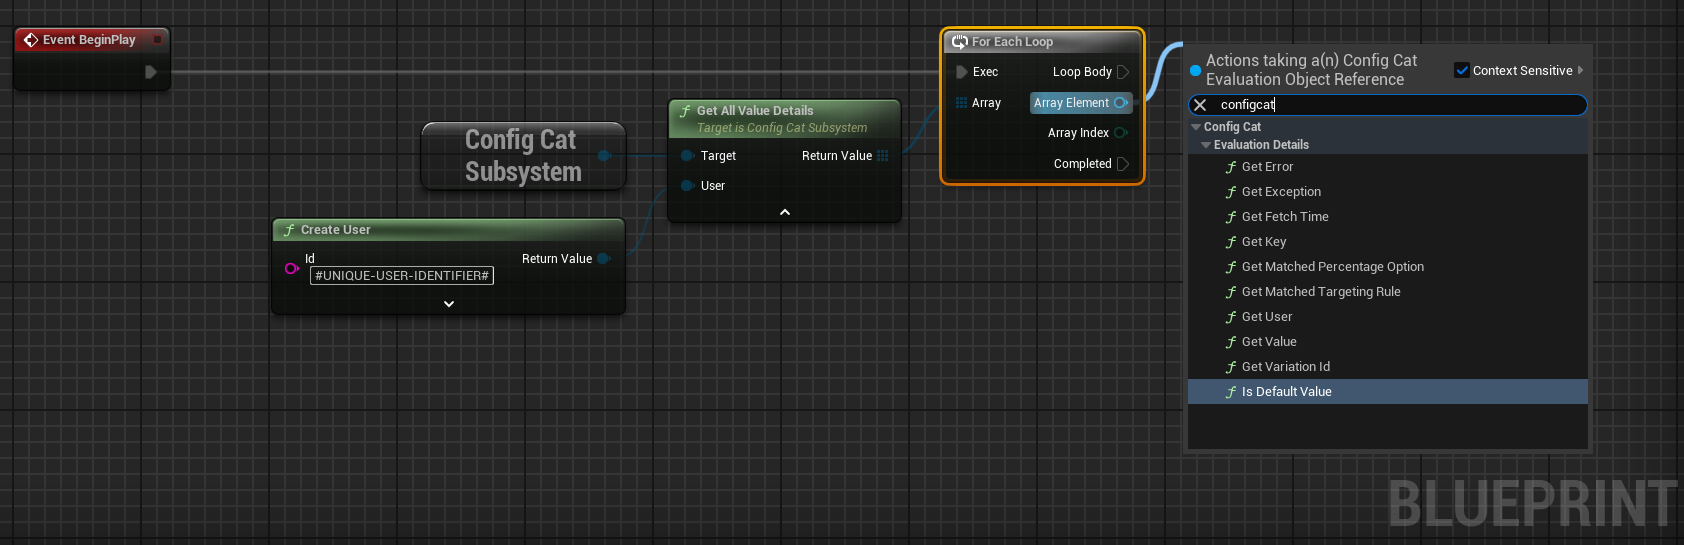 Event BeginPlay
Config Cat
Subsystem
Create User
Id
#UNIQUE-USER-IDENTIFIER#
Return Value
Get All Value Details
Target is Config Cat Subsystem
Target
Return Value
User
For Each Loop
Exec
Loop Body
Array
Array Element
Array Index
Completed
Actions taking a(n) Config Cat
Evaluation Object Reference
Context Sensitive
configcat
Config Cat
Evaluation Details
Get Error
Get Exception
Get Fetch Time
Get Key
Get Matched Percentage Option
Get Matched Targeting Rule
Get User
Get Value
Get Variation Id
Is Default Value
BLUEPRINT